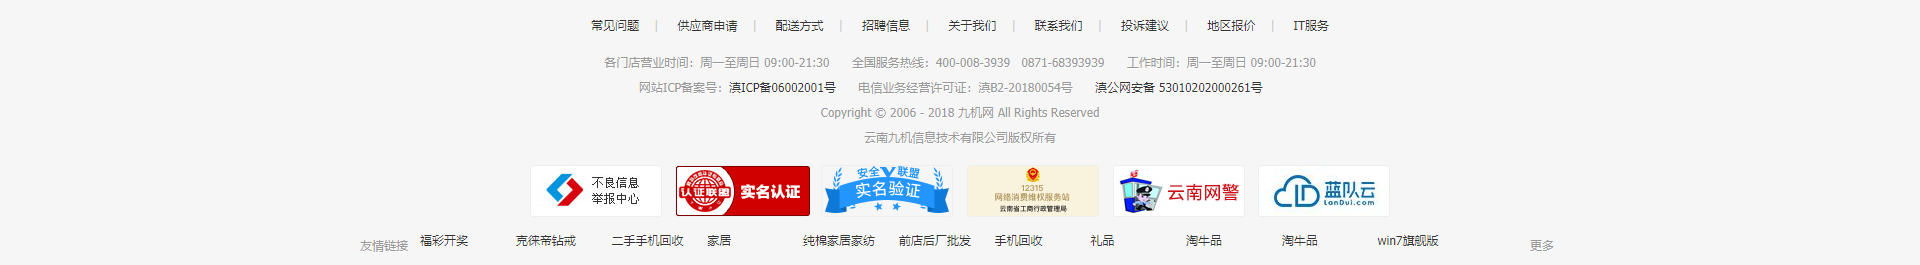 常见问题 | 供应商申请 | 配送方式 | 招聘信息 | 关于我们 | 联系我们 | 投诉建议 | 地区报价 | IT服务
各门店营业时间：周一至周日 09:00-21:30 全国服务热线：400-008-3939 0871-68393939 工作时间：周一至周日 09:00-21:30
网站ICP备案号：滇ICP备06002001号 电信业务经营许可证：滇B2-20180054号 滇公网安备 53010202000261号
Copyright © 2006 - 2018 九机网 All Rights Reserved
云南九机信息技术有限公司版权所有
不良信息
举报中心
认证联盟 实名认证
安全联盟
实名验证
12315
网络消费维权服务站
云南省工商行政管理局
云南网警
蓝队云
LanDui.com
友情链接 福彩开奖 克徕帝钻戒 二手手机回收 家居 纯棉家居家纺 前店后厂批发 手机回收 礼品 淘牛品 淘牛品 win7旗舰版 更多